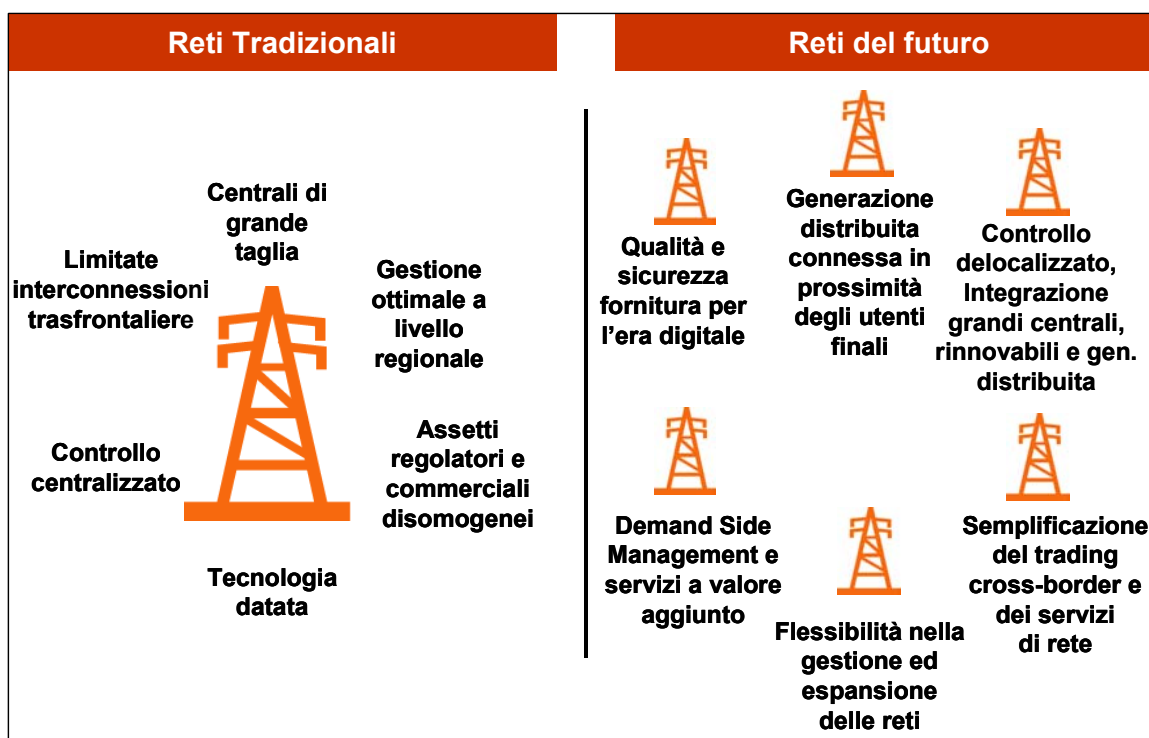 Reti Tradizionali
Centrali di
grande
taglia
Limitate
interconnessioni
trasfrontaliere
Gestione
ottimale a
livello
regionale
Controllo
centralizzato
Assetti
regolatori e
commerciali
disomogenei
Tecnologia
datata
Reti del futuro
Qualità e
sicurezza
fornitura per
l’era digitale
Generazione
distribuita
connessa in
prossimità
degli utenti
finali
Controllo
delocalizzato,
Integrazione
grandi centrali,
rinnovabili e gen.
distribuita
Demand Side
Management e
servizi a valore
aggiunto
Flessibilità nella
gestione ed
espansione
delle reti
Semplificazione
del trading
cross-border e
dei servizi
di rete